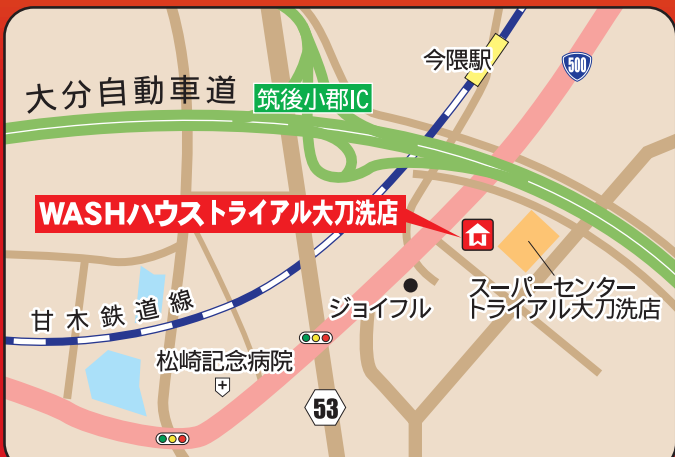 今隈駅
500
大分自動車道
筑後小郡IC
WASHハウストライアル大刀洗店
スーパーセンター
トライアル大刀洗店
ジョイフル
甘木鉄道線
松崎記念病院
53